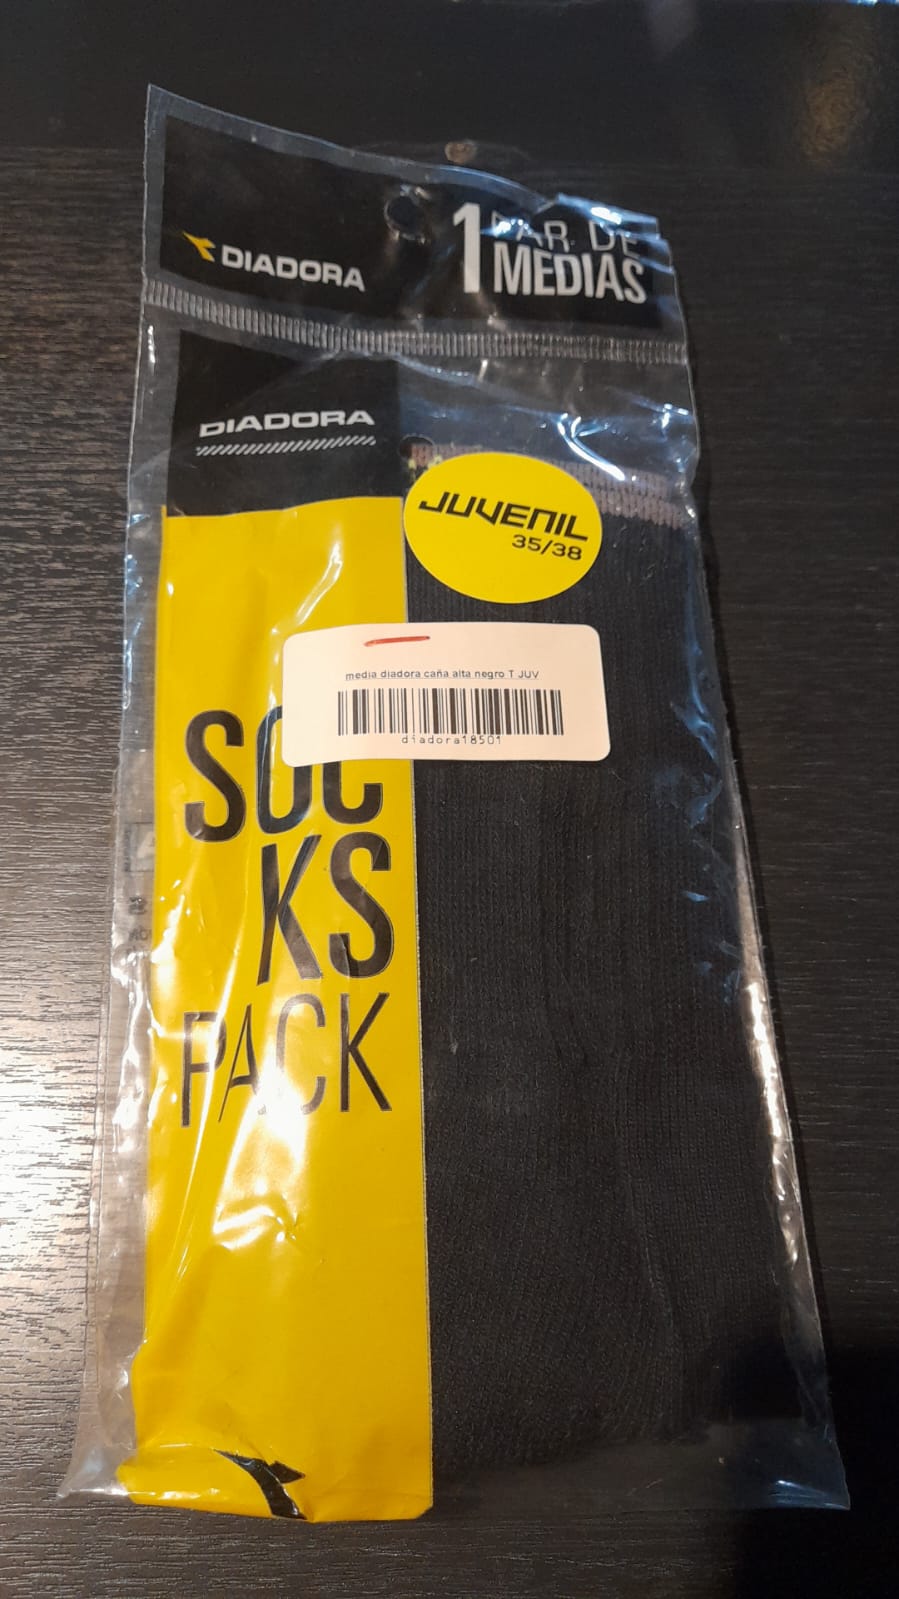 DIADORA
1 PAR DE
MEDIAS
DIADORA
JUVENIL
35/38
media diadora caña alta negro T JUV
diadora18501
SOC
KS
PACK